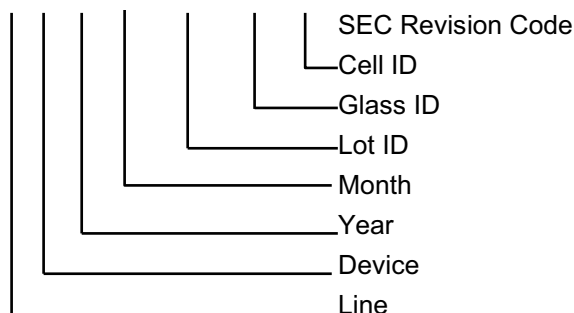 SEC Revision Code
Cell ID
Glass ID
Lot ID
Month
Year
Device
Line